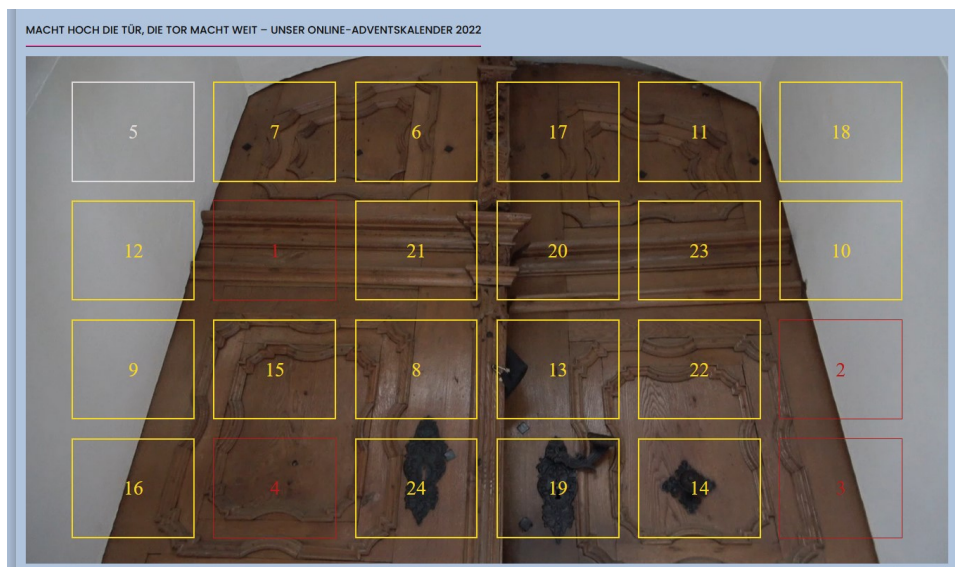 MACHT HOCH DIE TÜR, DIE TOR MACHT WEIT – UNSER ONLINE-ADVENTSKALENDER 2022
5 7 6 17 11 18
12 1 21 20 23 10
9 15 8 13 22 2
16 4 24 19 14 3